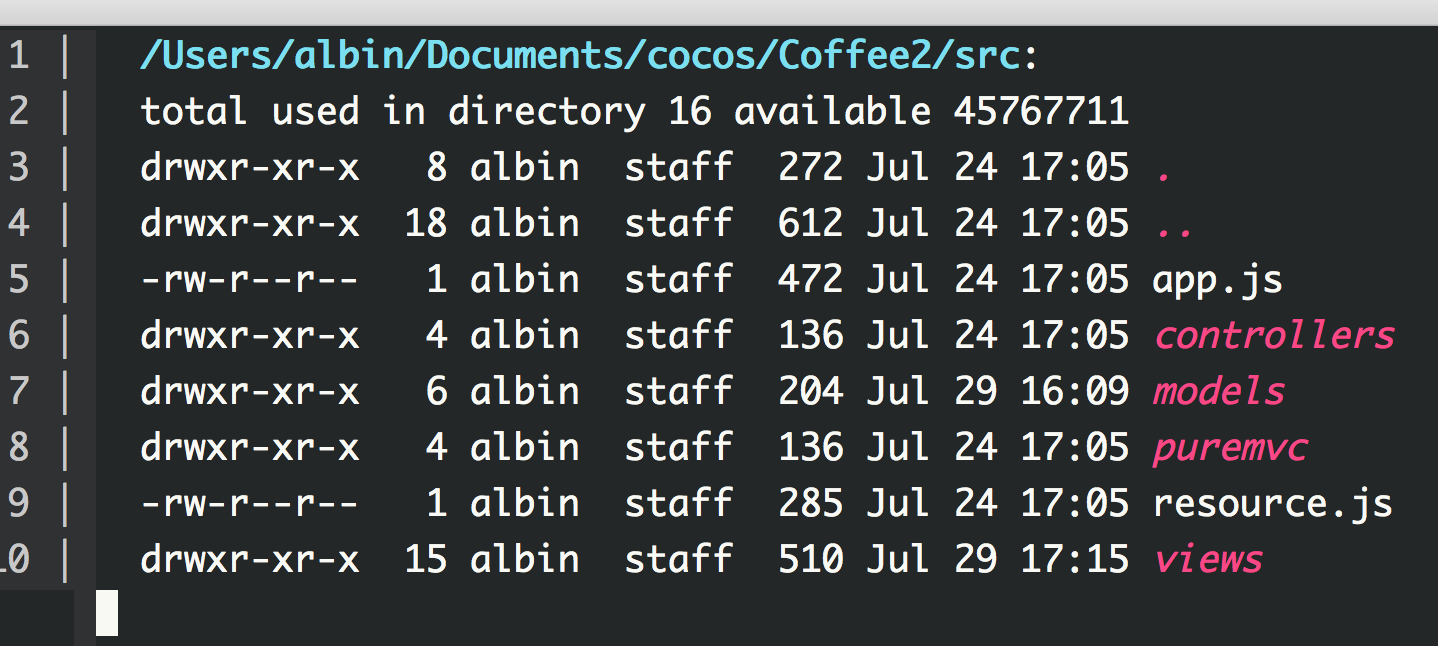 1 | /Users/albin/Documents/cocos/Coffee2/src:
2 | total used in directory 16 available 45767711
3 | drwxr-xr-x   8 albin  staff  272 Jul 24 17:05 .
4 | drwxr-xr-x  18 albin  staff  612 Jul 24 17:05 ..
5 | -rw-r--r--   1 albin  staff  472 Jul 24 17:05 app.js
6 | drwxr-xr-x   4 albin  staff  136 Jul 24 17:05 controllers
7 | drwxr-xr-x   6 albin  staff  204 Jul 29 16:09 models
8 | drwxr-xr-x   4 albin  staff  136 Jul 24 17:05 puremvc
9 | -rw-r--r--   1 albin  staff  285 Jul 24 17:05 resource.js
10 | drwxr-xr-x  15 albin  staff  510 Jul 29 17:15 views